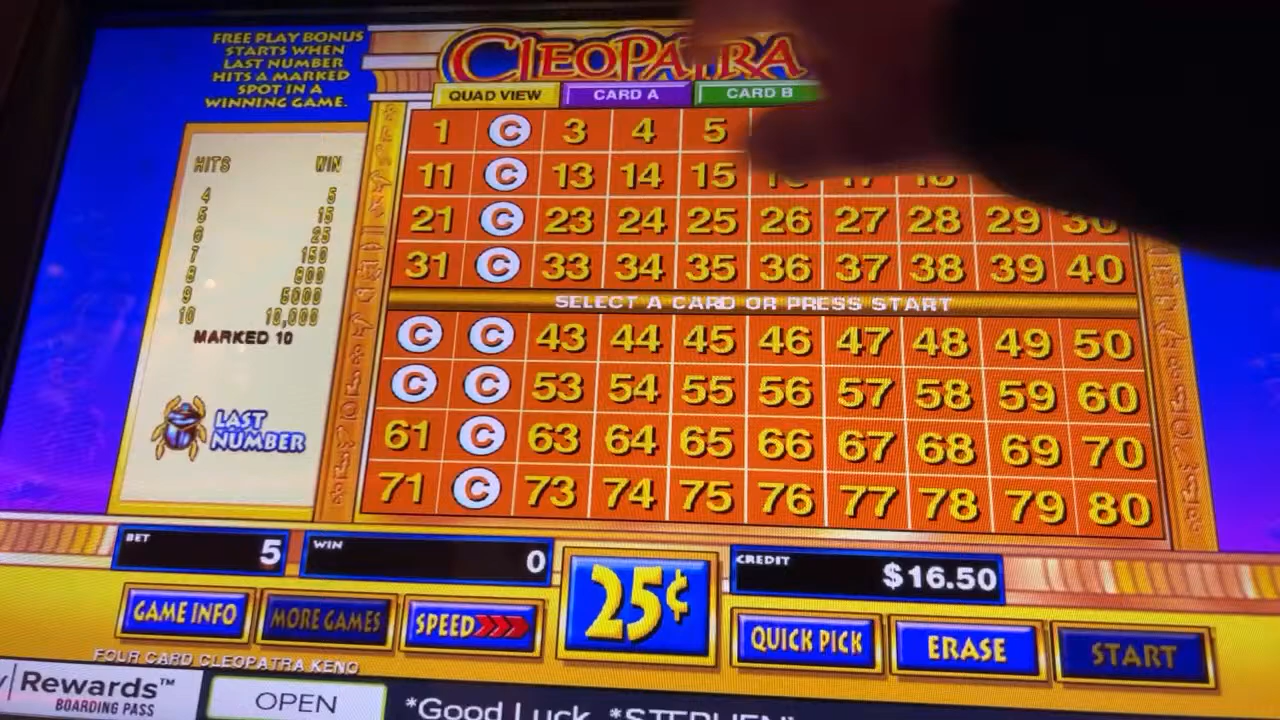 FREE PLAY BONUS
STARTS WHEN
LAST NUMBER
HITS A MARKED
SPOT IN A
WINNING GAME.
CLEOPATRA
QUAD VIEW CARD A CARD B
HITS WIN
4 5
5 15
6 25
7 150
8 800
9 5000
10 10,000
MARKED 10
LAST
NUMBER
1 C 3 4 5
11 C 13 14 15 16 17 18
21 C 23 24 25 26 27 28 29 30
31 C 33 34 35 36 37 38 39 40
SELECT A CARD OR PRESS START
C C 43 44 45 46 47 48 49 50
C C 53 54 55 56 57 58 59 60
61 C 63 64 65 66 67 68 69 70
71 C 73 74 75 76 77 78 79 80
BET 5 WIN 0 25¢ CREDIT $16.50
GAME INFO MORE GAMES SPEED QUICK PICK ERASE START
FOUR CARD CLEOPATRA KENO
Rewards™
BOARDING PASS
OPEN
*Good Luck, *STEPHEN